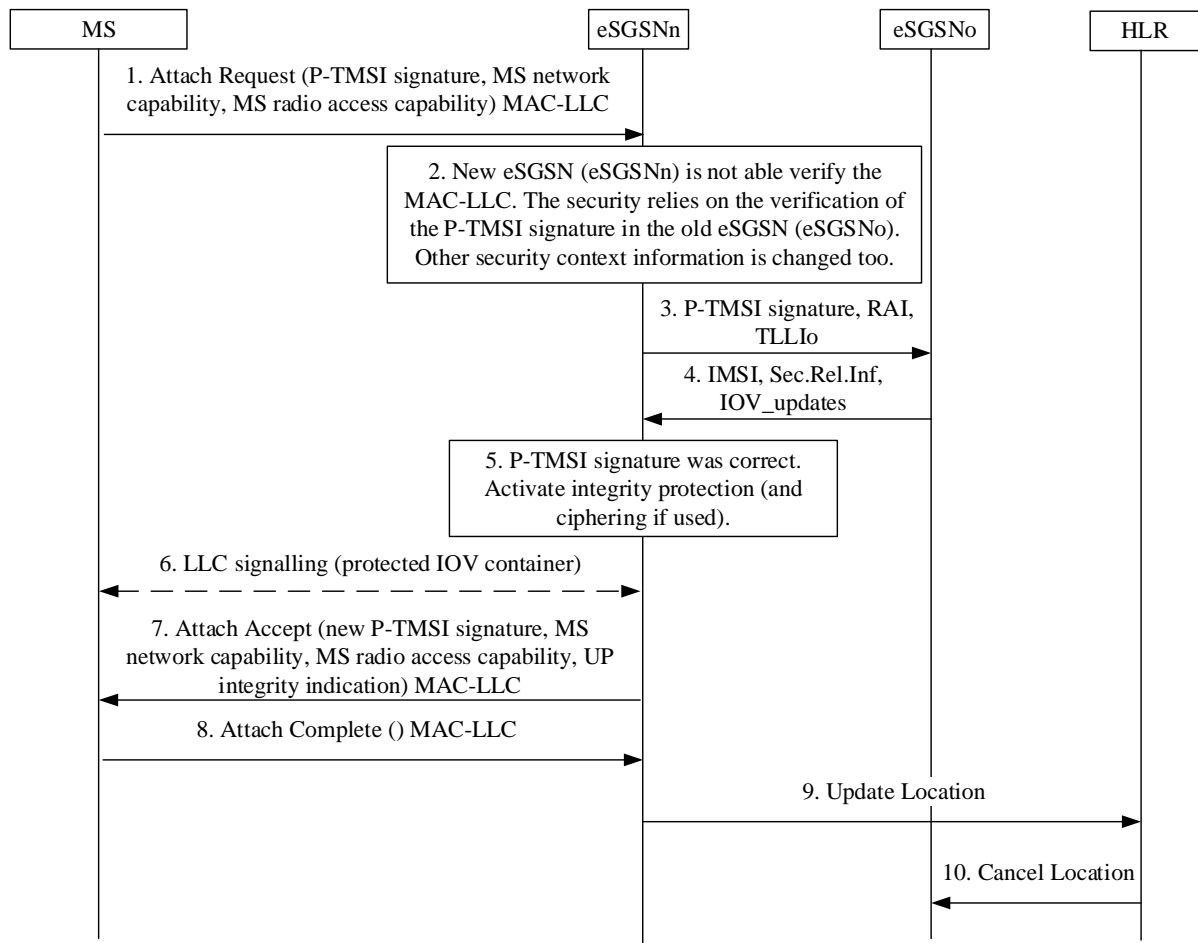 MS
eSGSNn
eSGSNo
HLR
1. Attach Request (P-TMSI signature, MS network
capability, MS radio access capability) MAC-LLC
2. New eSGSN (eSGSNn) is not able verify the
MAC-LLC. The security relies on the verification of
the P-TMSI signature in the old eSGSN (eSGSNo).
Other security context information is changed too.
3. P-TMSI signature, RAI,
TLLIo
4. IMSI, Sec.Rel.Inf,
IOV_updates
5. P-TMSI signature was correct.
Activate integrity protection (and
ciphering if used).
6. LLC signalling (protected IOV container)
7. Attach Accept (new P-TMSI signature, MS
network capability, MS radio access capability, UP
integrity indication) MAC-LLC
8. Attach Complete () MAC-LLC
9. Update Location
10. Cancel Location